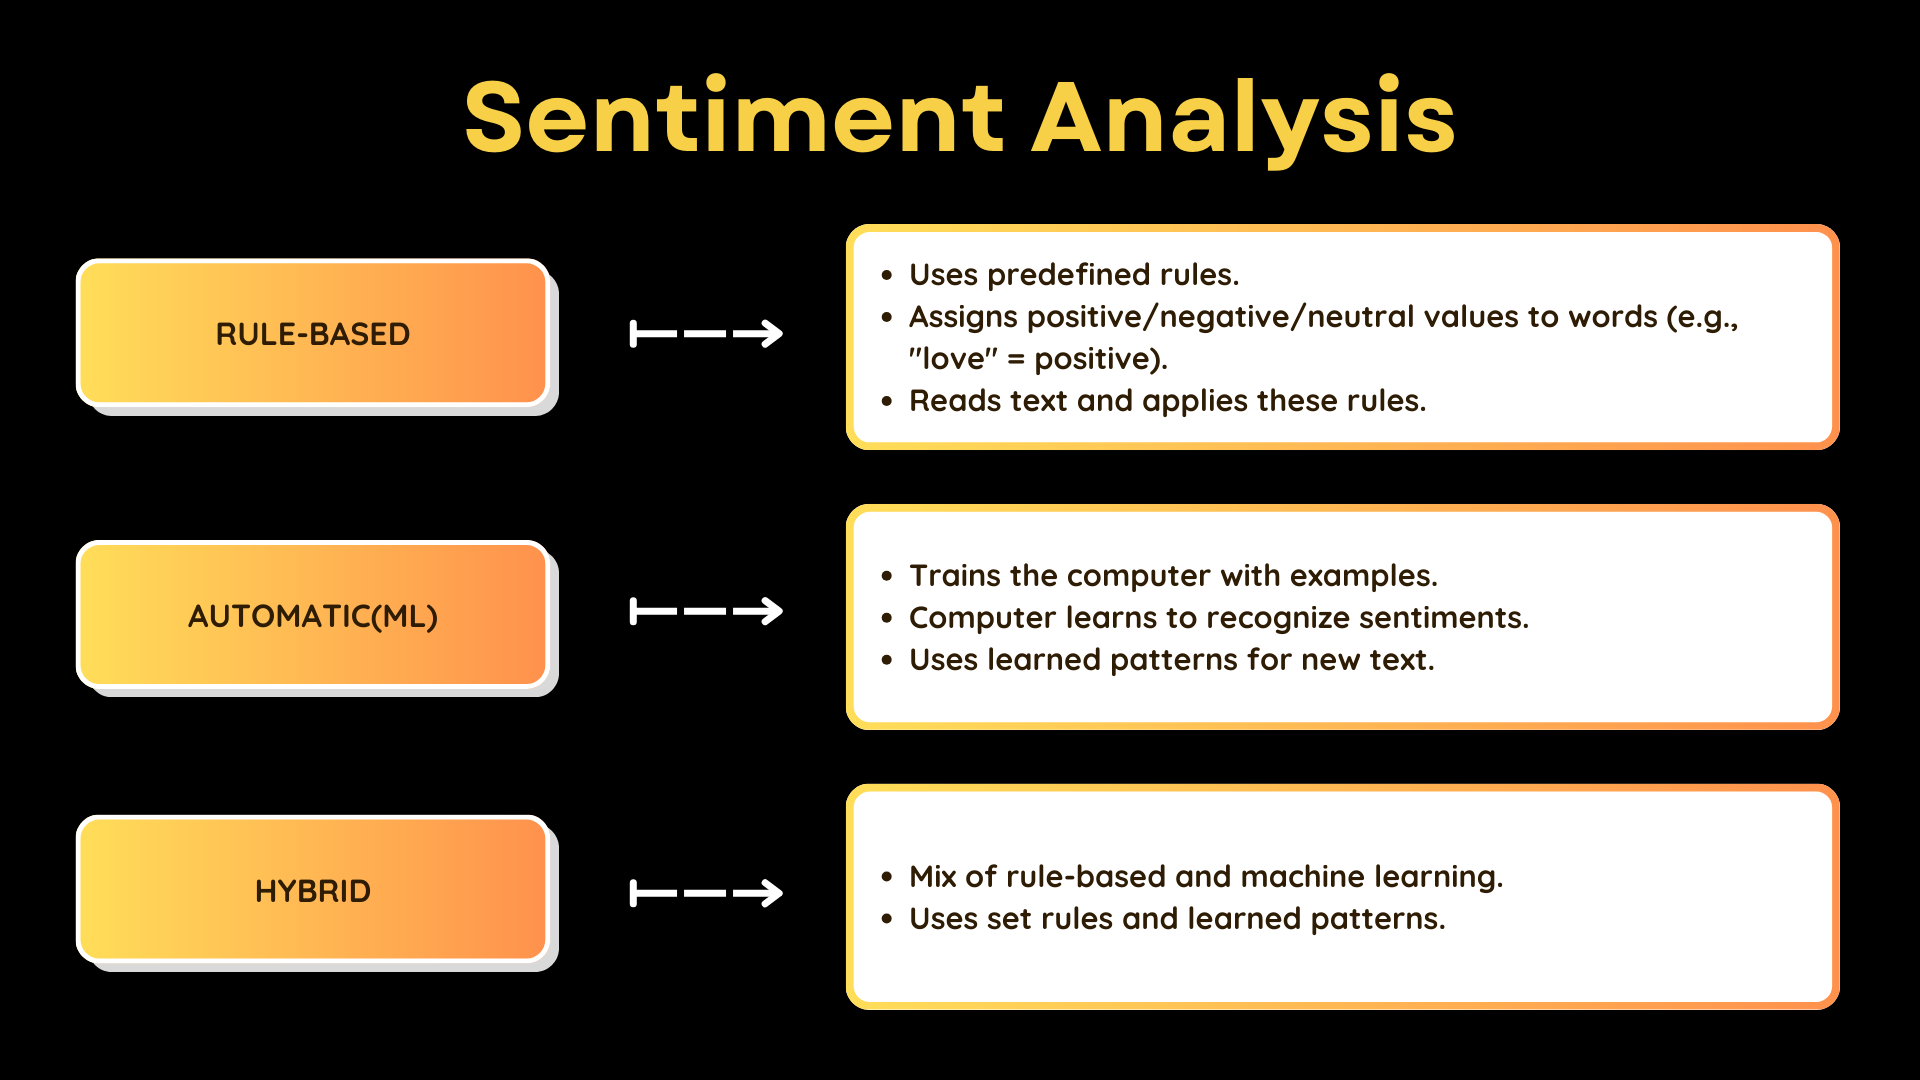 Sentiment Analysis
RULE-BASED
• Uses predefined rules.
• Assigns positive/negative/neutral values to words (e.g.,
"love" = positive).
• Reads text and applies these rules.
AUTOMATIC(ML)
• Trains the computer with examples.
• Computer learns to recognize sentiments.
• Uses learned patterns for new text.
HYBRID
• Mix of rule-based and machine learning.
• Uses set rules and learned patterns.